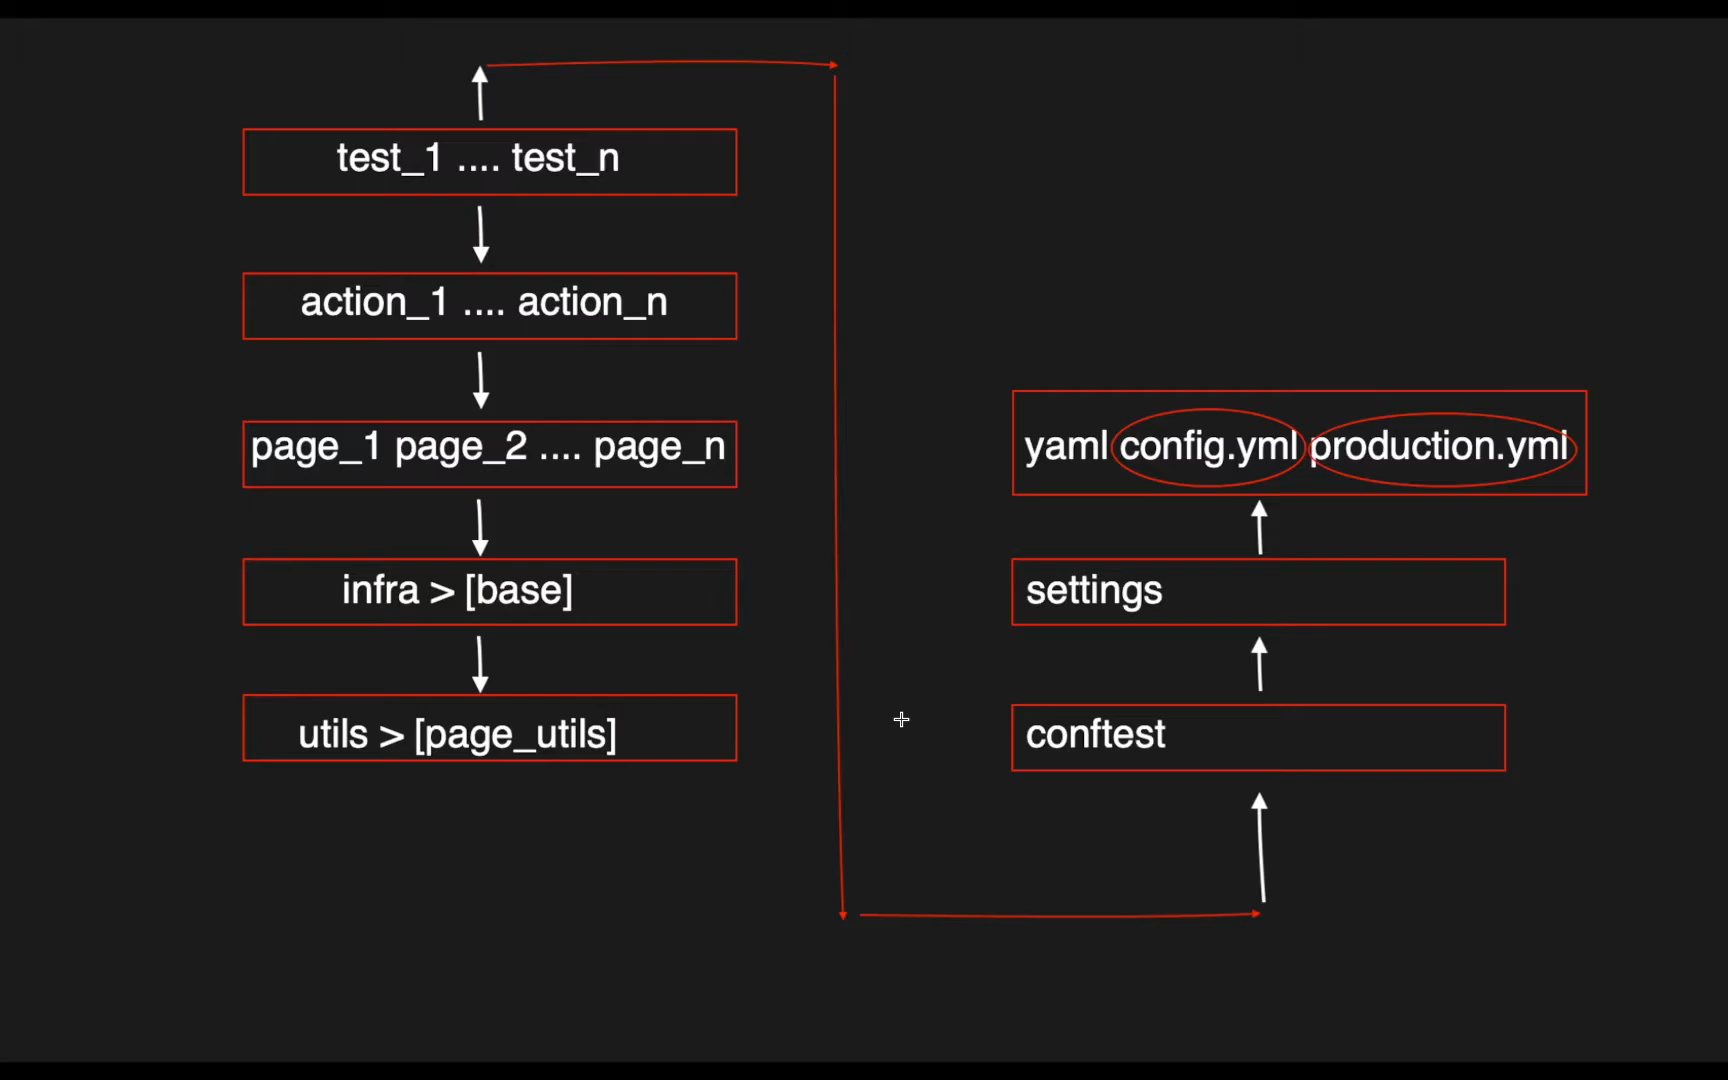 test_1 .... test_n
action_1 .... action_n
page_1 page_2 .... page_n
infra > [base]
utils > [page_utils]
yaml config.yml production.yml
settings
conftest